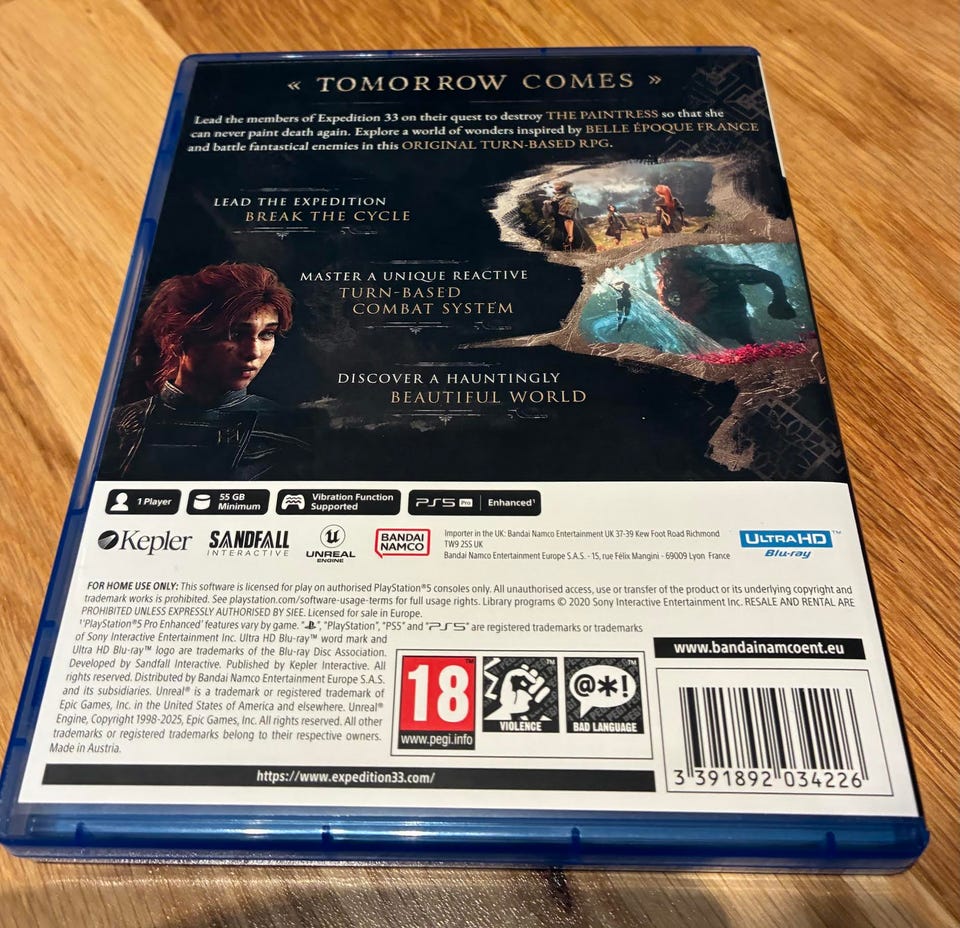 « TOMORROW COMES »
Lead the members of Expedition 33 on their quest to destroy THE PAINTRESS so that she
can never paint death again. Explore a world of wonders inspired by BELLE ÉPOQUE FRANCE
and battle fantastical enemies in this ORIGINAL TURN-BASED RPG.
LEAD THE EXPEDITION
BREAK THE CYCLE
MASTER A UNIQUE REACTIVE
TURN-BASED
COMBAT SYSTEM
DISCOVER A HAUNTINGLY
BEAUTIFUL WORLD
1 Player
55 GB
Minimum
Vibration Function
Supported
PS5 Pro Enhanced¹
Kepler
SANDFALL
INTERACTIVE
UNREAL
ENGINE
BANDAI
NAMCO
Importer in the UK: Bandai Namco Entertainment UK 37-39 Kew Foot Road Richmond
TW9 2SS UK
Bandai Namco Entertainment Europe S.A.S. - 15, rue Félix Mangini - 69009 Lyon France
ULTRA HD™
Blu-ray
FOR HOME USE ONLY: This software is licensed for play on authorised PlayStation®5 consoles only. All unauthorised access, use or transfer of the product or its underlying copyright and
trademark works is prohibited. See playstation.com/software-usage-terms for full usage rights. Library programs © 2020 Sony Interactive Entertainment Inc. RESALE AND RENTAL ARE
PROHIBITED UNLESS EXPRESSLY AUTHORISED BY SIEE. Licensed for sale in Europe.
¹'PlayStation®5 Pro Enhanced' features vary by game. "PS", "PlayStation", "PS5" and "PS5" are registered trademarks or trademarks
of Sony Interactive Entertainment Inc. Ultra HD Blu-ray™ word mark and
Ultra HD Blu-ray™ logo are trademarks of the Blu-ray Disc Association.
Developed by Sandfall Interactive. Published by Kepler Interactive. All
rights reserved. Distributed by Bandai Namco Entertainment Europe S.A.S.
and its subsidiaries. Unreal® is a trademark or registered trademark of
Epic Games, Inc. in the United States of America and elsewhere. Unreal®
Engine, Copyright 1998-2025, Epic Games, Inc. All rights reserved. All other
trademarks or registered trademarks belong to their respective owners.
Made in Austria.
18
www.pegi.info
VIOLENCE
@*!
BAD LANGUAGE
www.bandainamcoent.eu
3 391892 034226
https://www.expedition33.com/